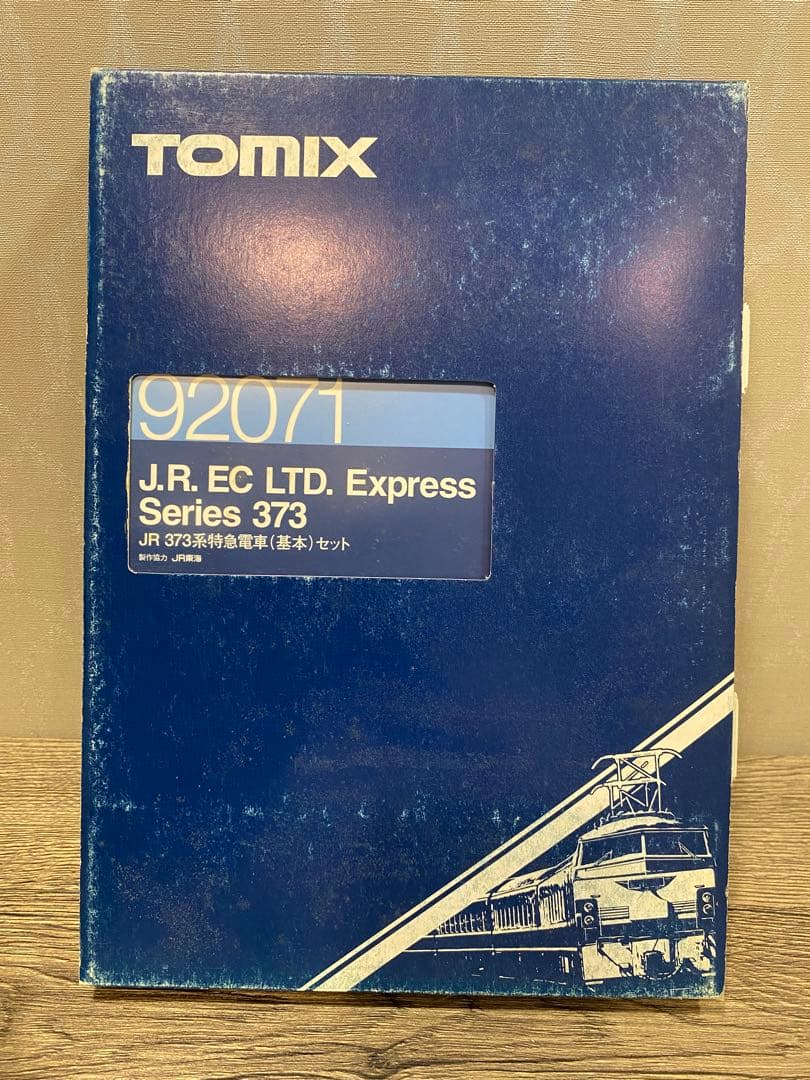 TOMIX
92071
J.R. EC LTD. Express
Series 373
JR 373系特急電車(基本)セット
製作協力 JR東海